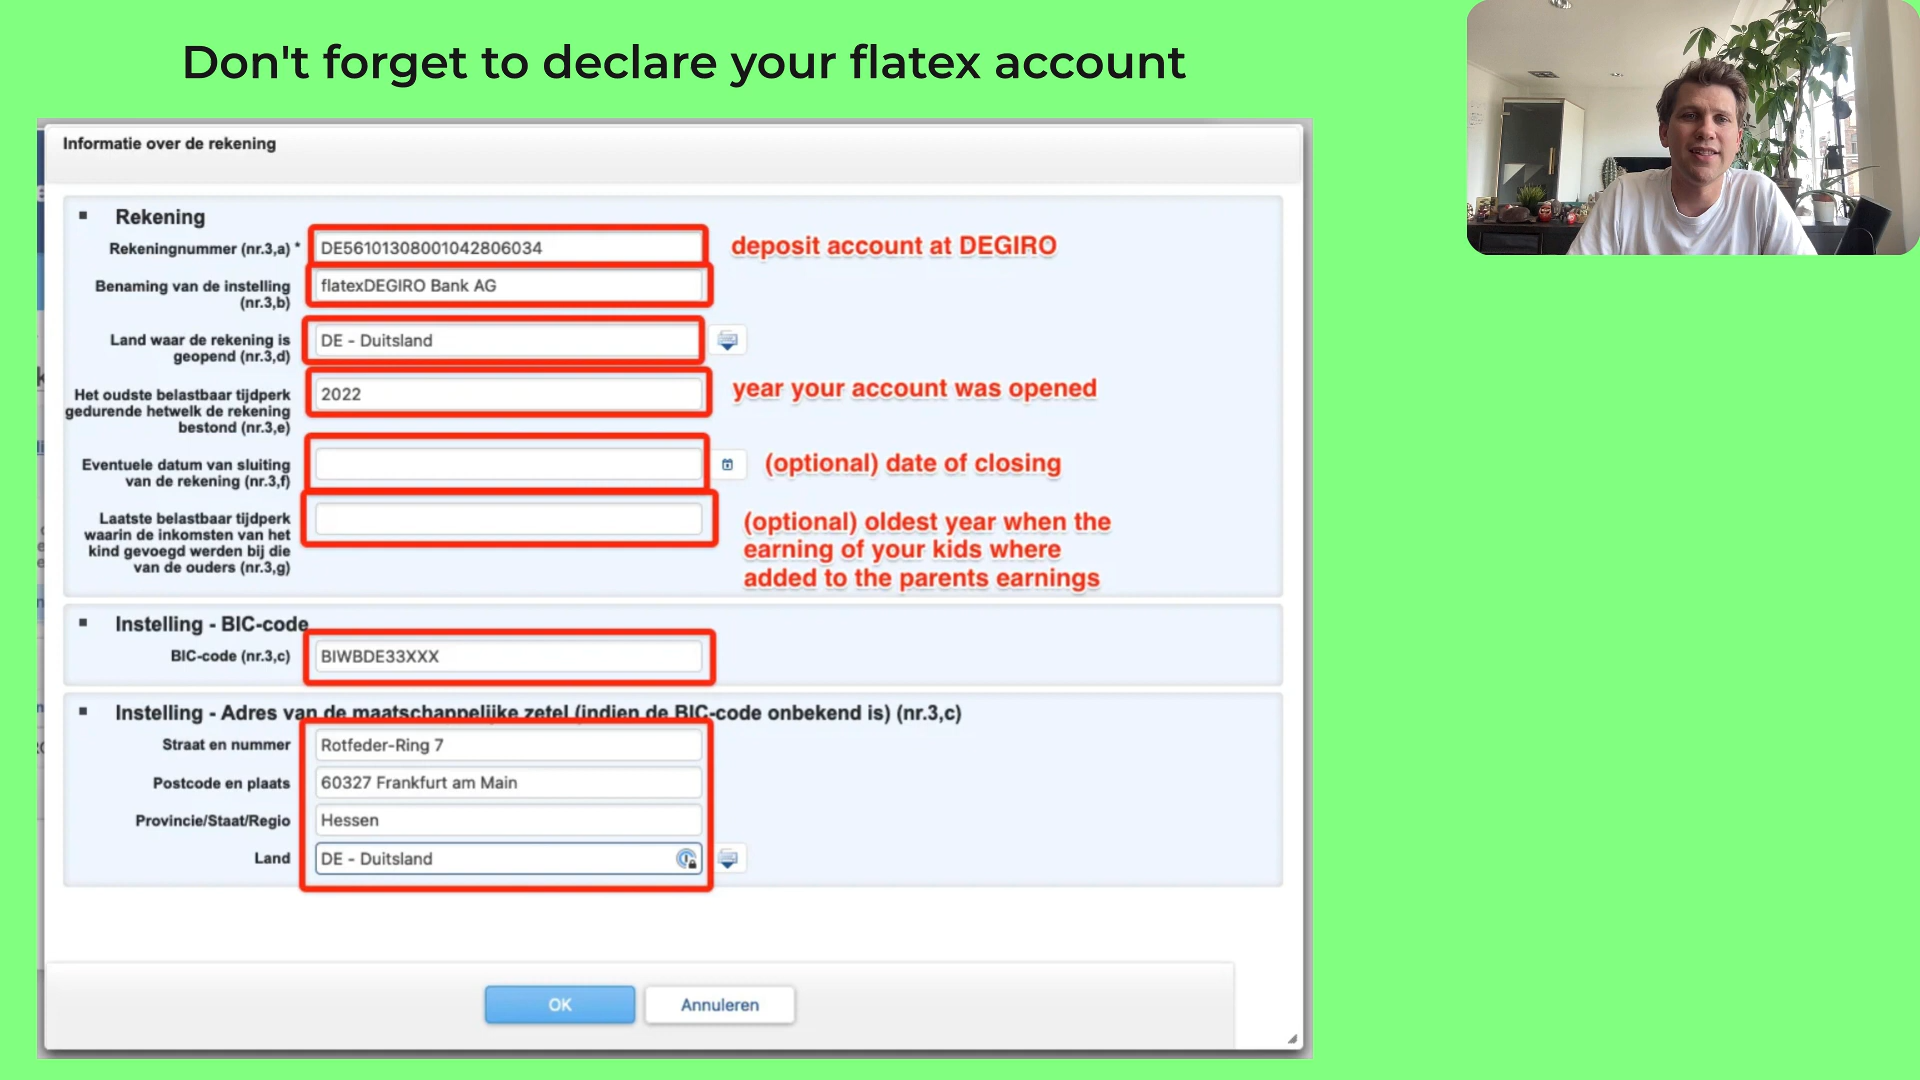 Don't forget to declare your flatex account
Informatie over de rekening
Rekening
Rekeningnummer (nr.3,a) *
DE56101308001042806034
deposit account at DEGIRO
Benaming van de instelling
(nr.3,b)
flatexDEGIRO Bank AG
Land waar de rekening is
geopend (nr.3,d)
DE - Duitsland
Het oudste belastbaar tijdperk
gedurende hetwelk de rekening
bestond (nr.3,e)
2022
year your account was opened
Eventuele datum van sluiting
van de rekening (nr.3,f)
(optional) date of closing
Laatste belastbaar tijdperk
waarin de inkomsten van het
kind gevoegd werden bij die
van de ouders (nr.3,g)
(optional) oldest year when the
earning of your kids where
added to the parents earnings
Instelling - BIC-code
BIC-code (nr.3,c)
BIWBDE33XXX
Instelling - Adres van de maatschappelijke zetel (indien de BIC-code onbekend is) (nr.3,c)
Straat en nummer
Rotfeder-Ring 7
Postcode en plaats
60327 Frankfurt am Main
Provincie/Staat/Regio
Hessen
Land
DE - Duitsland
OK
Annuleren